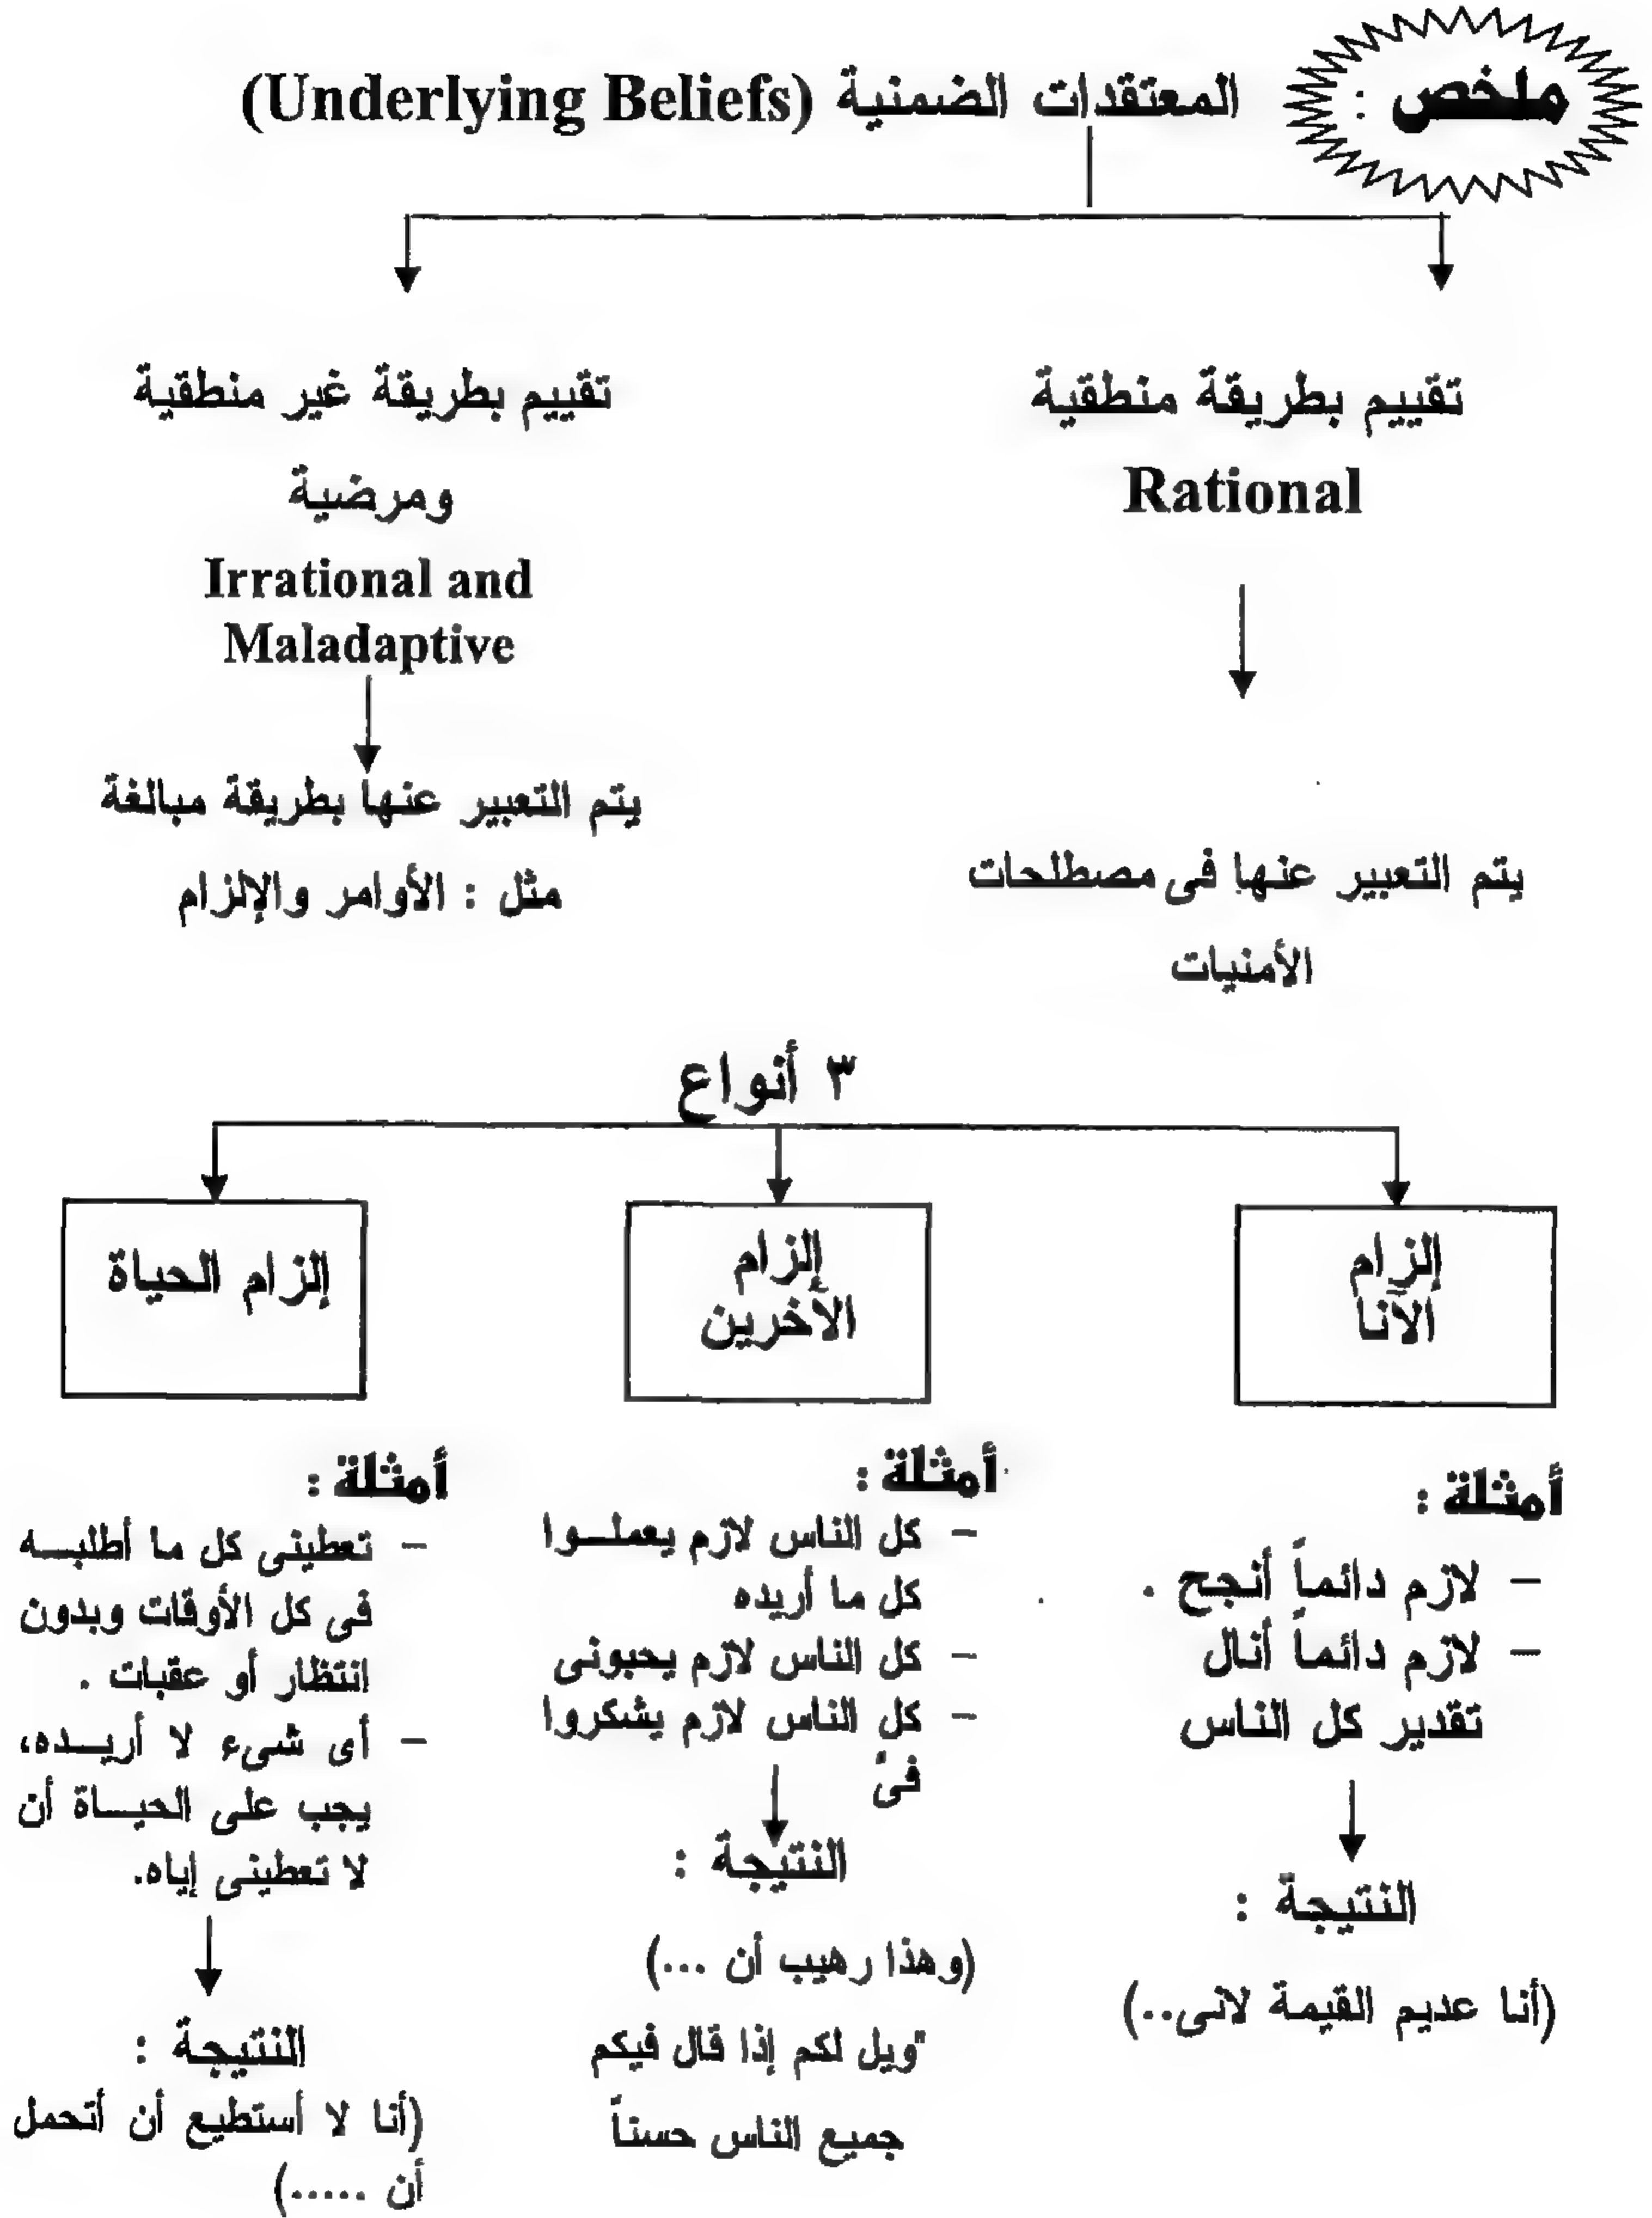 ملخص : المعتقدات الضمنية (Underlying Beliefs)
تقييم بطريقة منطقية
Rational
يتم التعبير عنها فى مصطلحات
الأمنيات
تقييم بطريقة غير منطقية
ومرضية
Irrational and
Maladaptive
يتم التعبير عنها بطريقة مبالغة
مثل : الأوامر والإلزام
٣ أنواع
إلزام
الآنا
أمثلة :
- لازم دائماً أنجح .
- لازم دائماً أنال
تقدير كل الناس
النتيجة :
(أنا عديم القيمة لانى..)
إلزام
الآخرين
أمثلة :
- كل الناس لازم يعملوا
كل ما أريده
- كل الناس لازم يحبونى
- كل الناس لازم يشكروا
فىّ
النتيجة :
(وهذا رهيب أن ...)
"ويل لكم إذا قال فيكم
جميع الناس حسناً
إلزام الحياة
أمثلة :
- تعطينى كل ما أطلبه
فى كل الأوقات وبدون
انتظار أو عقبات .
- أى شىء لا أريده،
يجب على الحياة أن
لا تعطينى إياه.
النتيجة :
(أنا لا أستطيع أن أتحمل
أن .....)